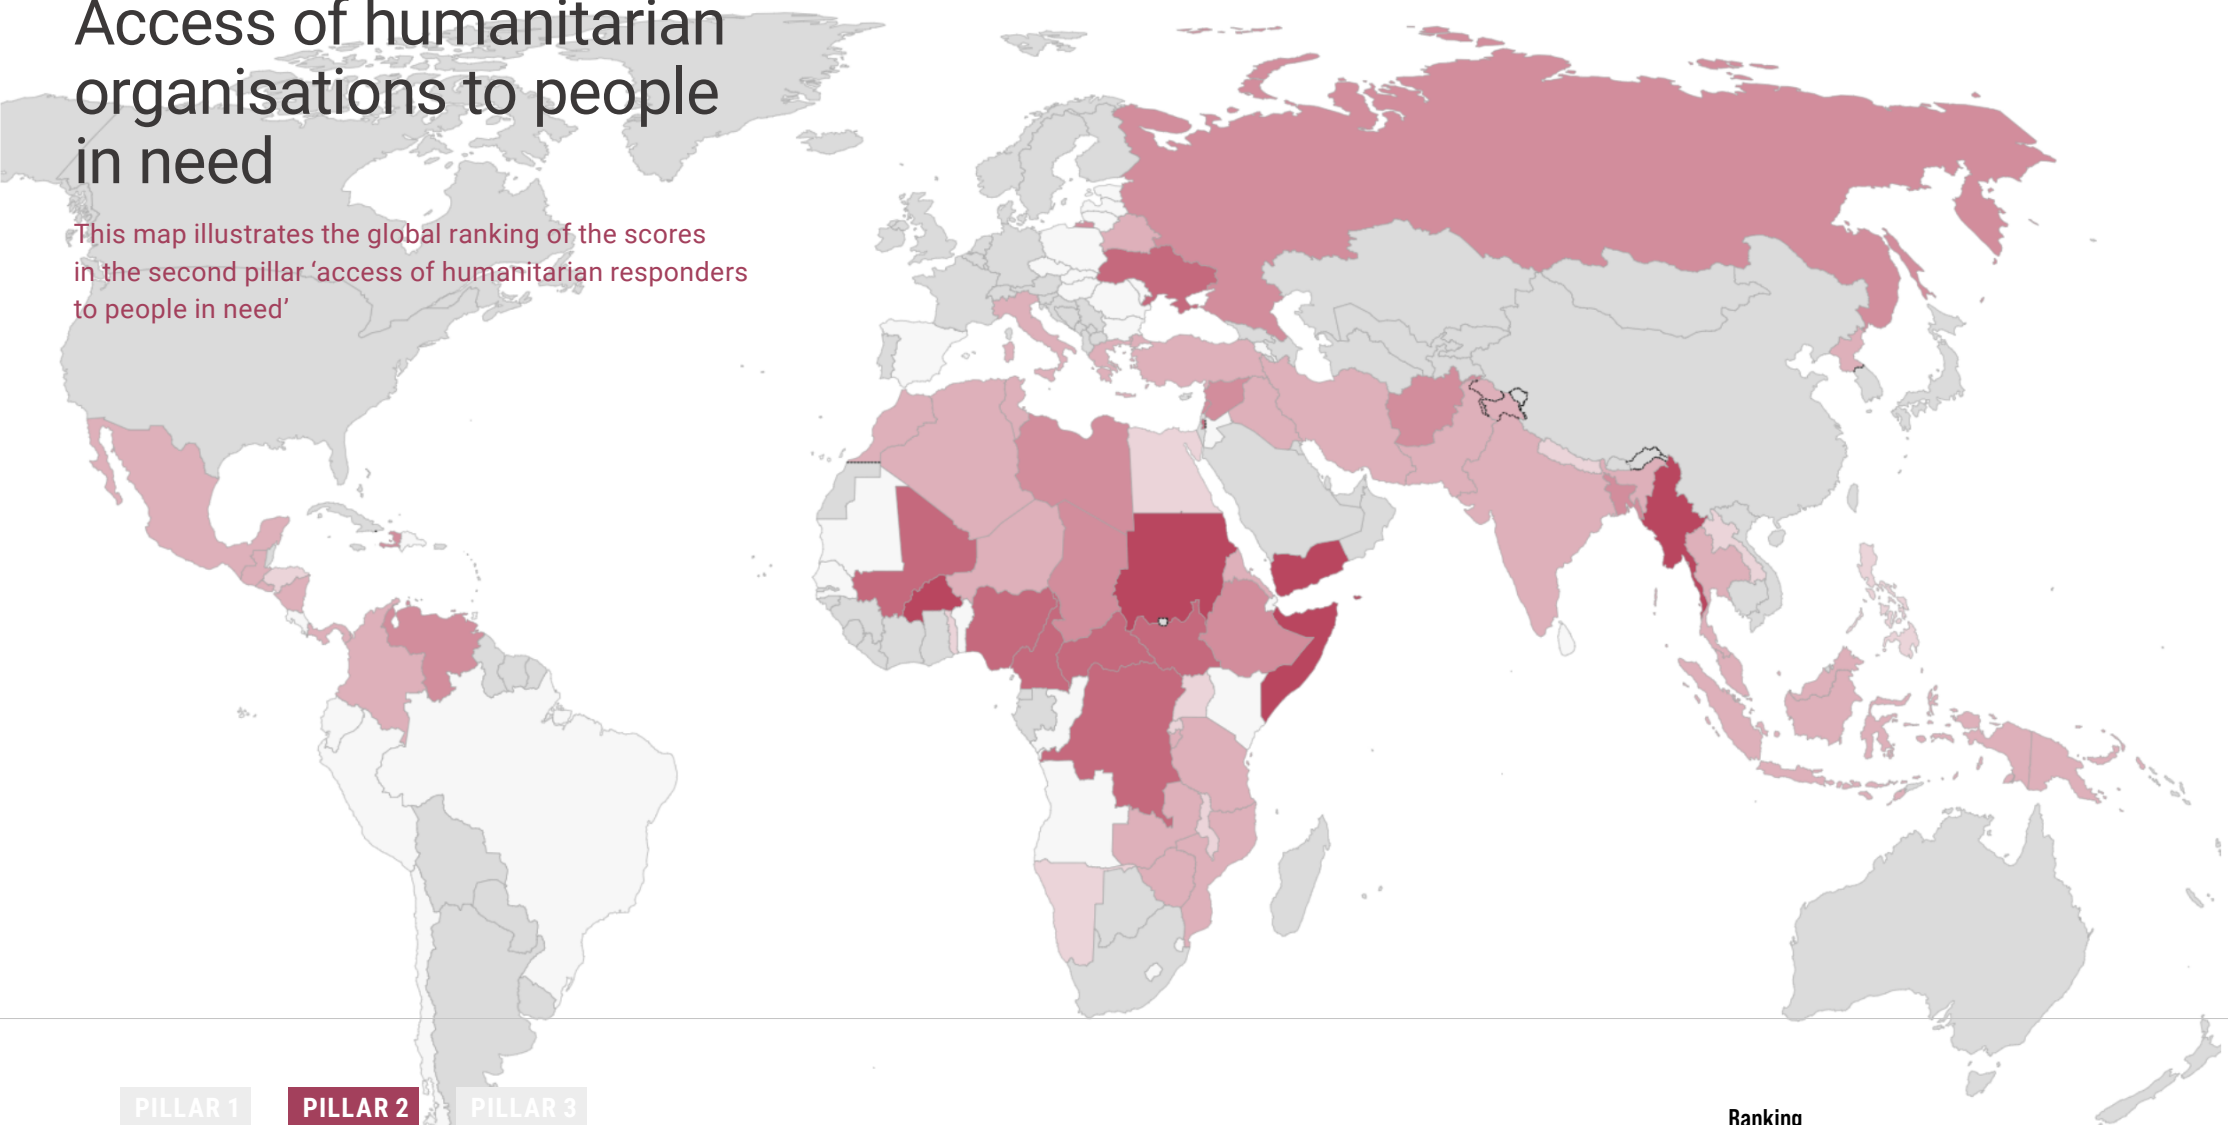 Access of humanitarian
organisations to people
in need
This map illustrates the global ranking of the scores
in the second pillar ‘access of humanitarian responders
to people in need’
PILLAR 1
PILLAR 2
PILLAR 3
Ranking